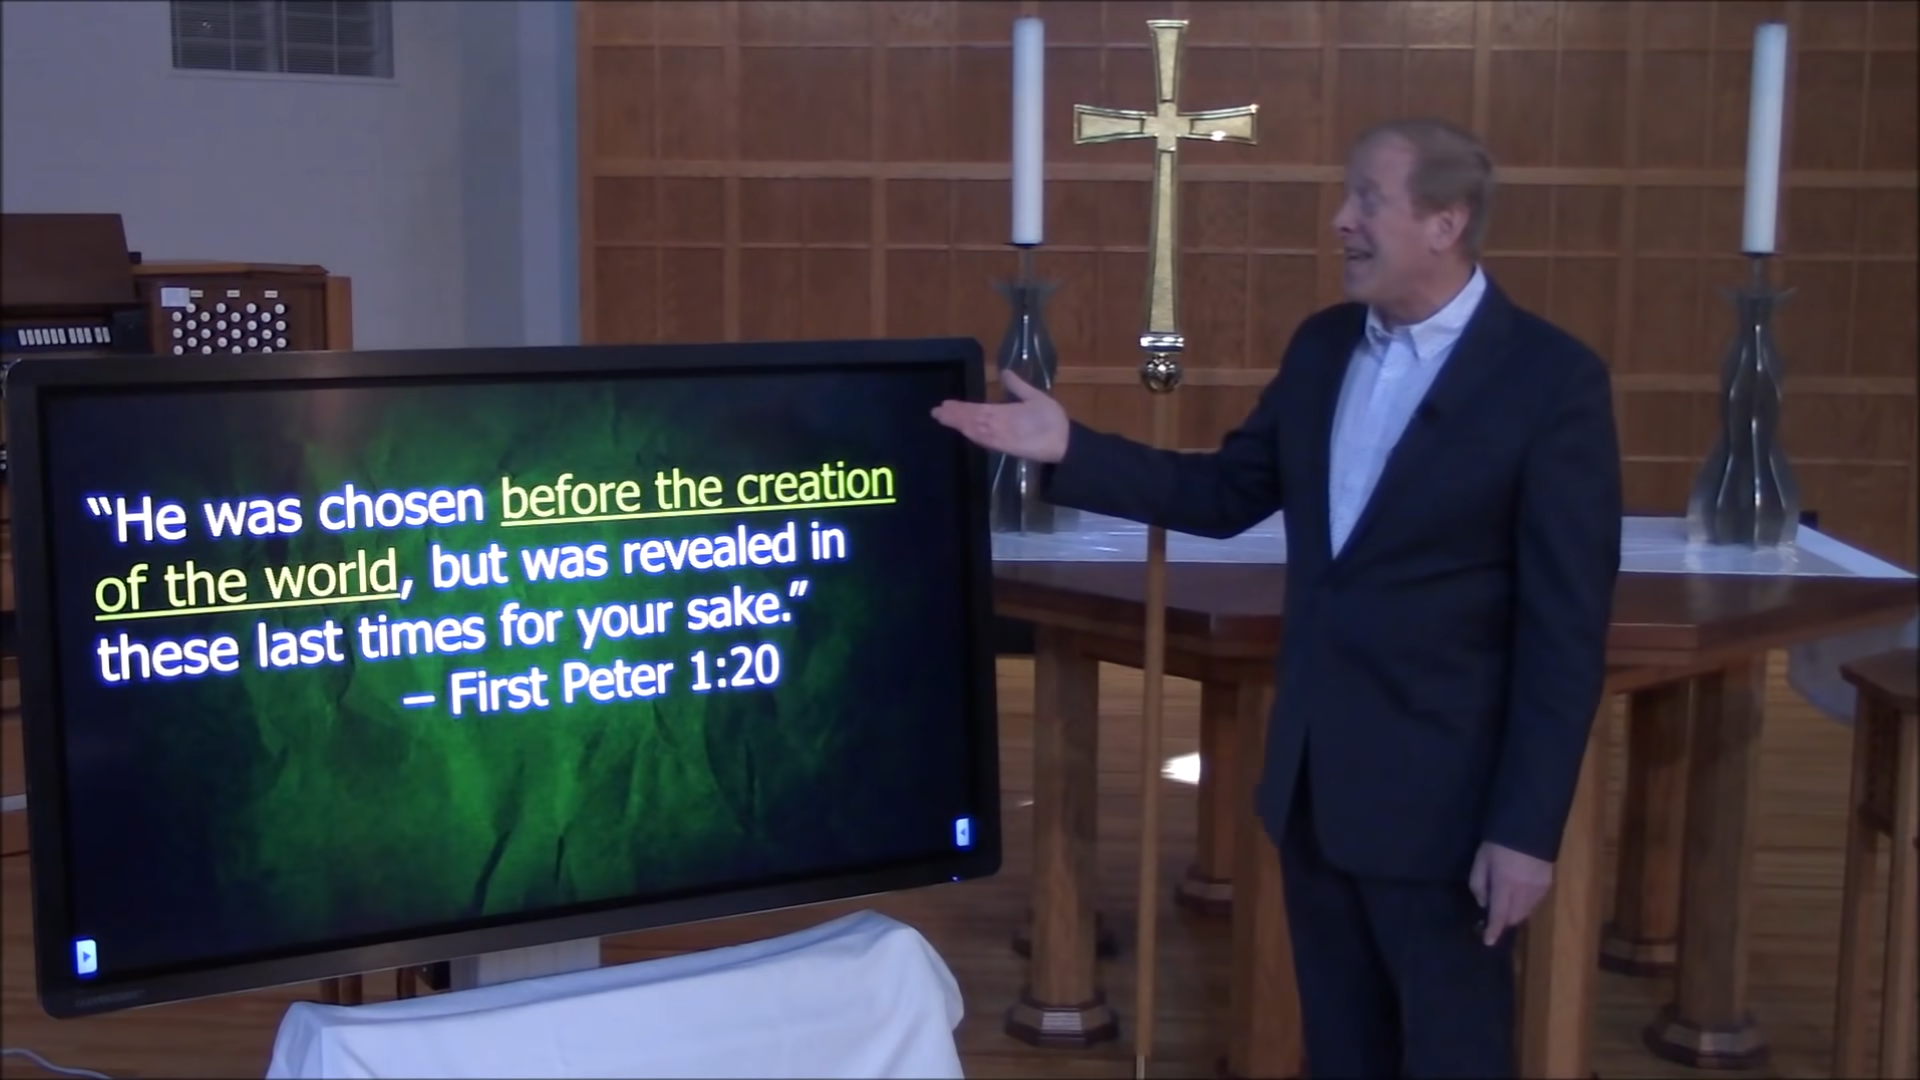 “He was chosen before the creation
of the world, but was revealed in
these last times for your sake.”
– First Peter 1:20